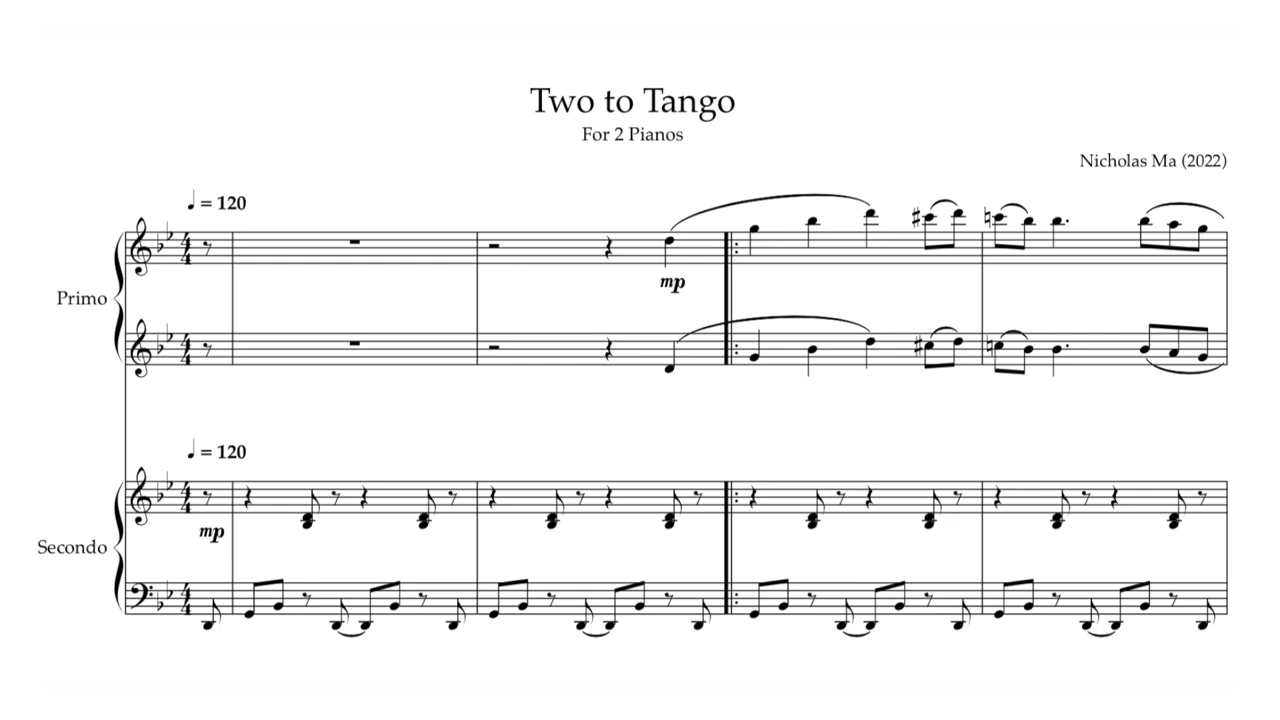 Two to Tango
For 2 Pianos
Nicholas Ma (2022)
♩ = 120
Primo
mp
♩ = 120
mp
Secondo